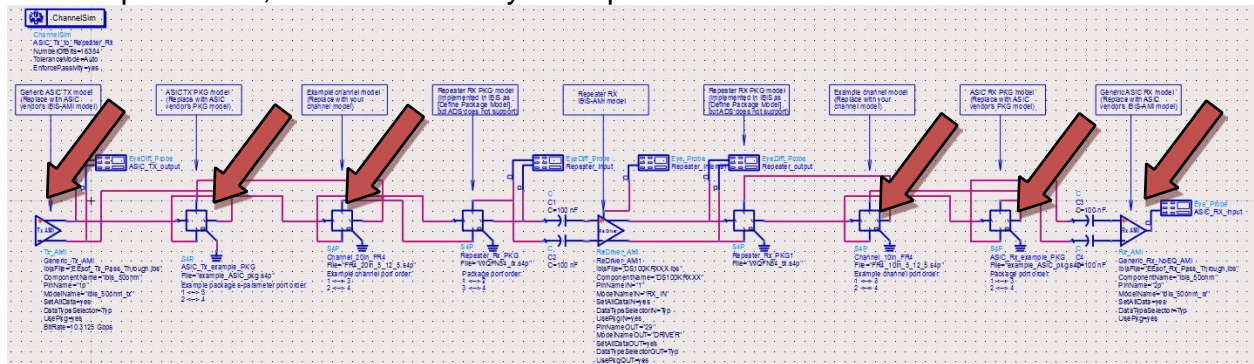 ChannelSim
ChannelSim
ASIC_Tx_to_Repeater_Rx
NumberOfBits=16384
ToleranceMode=Auto
EnforcePassivity=yes
Generic ASIC TX model
(Replace with ASIC
vendor's IBIS-AMI model)
ASIC TX PKG model
(Replace with ASIC
vendor's PKG model)
Example channel model
(Replace with your
channel model)
Repeater RX PKG model
(Implemented in IBIS as
[Define Package Model],
but ADS does not support)
Repeater RX
IBIS-AMI model
Repeater RX PKG model
(Implemented in IBIS as
[Define Package Model],
but ADS does not support)
Example channel model
(Replace with your
channel model)
ASIC RX PKG model
(Replace with ASIC
vendor's PKG model)
Generic ASIC RX model
(Replace with ASIC
vendor's IBIS-AMI model)
EyeDiff_Probe
ASIC_TX_output
EyeDiff_Probe
Repeater_input
Eye_Probe
EyeDiff_Probe
Repeater_output
Eye_Probe
ASIC_RX_input
C
C1
C=100 nF
C
C2
C=100 nF
C3
C=100 nF
C4
Tx AMI
Rx AMI
Tx_AMI
Generic_Tx_AMI
IbisFile="EEsof_Tx_Pass_Through.ibs"
ComponentName="ibis_50ohm"
PinName="1p"
ModelName="ibis_50ohm_tx"
SetAllData=yes
DataTypeSelector=Typ
UsePkg=yes
BitRate=10.3125 Gbps
S4P
ASIC_Tx_example_PKG
File="example_ASIC_pkg.s4p"
Example package s-parameter port order:
1 <--> 3
2 <--> 4
S4P
Channel_20in_FR4
File="FR4_20in_5_12_5.s4p"
Example channel port order:
1 <--> 3
2 <--> 4
S4P
Repeater_Rx_PKG
Package port order:
1 <--> 3
2 <--> 4
ReDriver_AMI
ReDriver_AMI1
IbisFile="DS100KRXXX.ibs"
ComponentName="DS100KRXXX"
PinNameIN="1"
ModelNameIN="RX_IN"
SetAllDataIN=yes
DataTypeSelectorIN=Typ
UsePkgIN=yes
PinNameOUT="29"
ModelNameOUT="DRIVER"
SetAllDataOUT=yes
DataTypeSelectorOUT=Typ
UsePkgOUT=yes
S4P
Repeater_Rx_PKG1
S4P
Channel_10in_FR4
File="FR4_10in_5_12_5.s4p"
Example channel port order:
1 <--> 3
2 <--> 4
S4P
ASIC_Rx_example_PKG
File="example_ASIC_pkg.s4p"
Package port order:
1 <--> 3
2 <--> 4
Rx_AMI
Generic_Rx_NoEQ_AMI
IbisFile="EEsof_Rx_Pass_Through.ibs"
ComponentName="ibis_50ohm"
PinName="2p"
ModelName="ibis_50ohm_rx"
SetAllData=yes
DataTypeSelector=Typ
UsePkg=yes